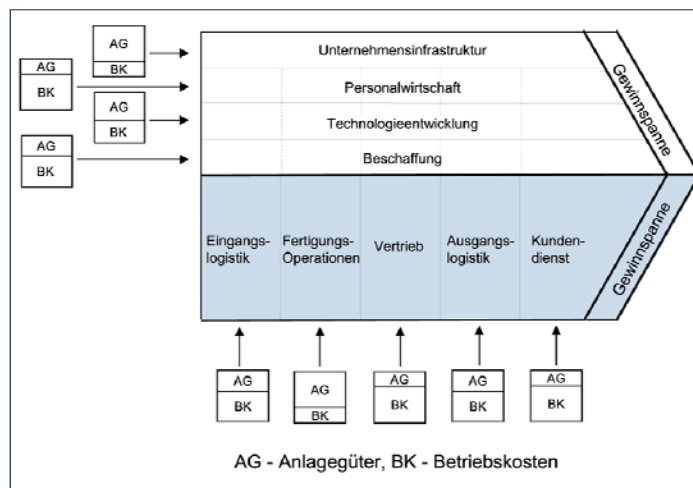 AG
BK
Unternehmensinfrastruktur
AG
BK
Personalwirtschaft
AG
BK
Technologieentwicklung
AG
BK
Beschaffung
Gewinnspanne
Eingangs-
logistik
Fertigungs-
Operationen
Vertrieb
Ausgangs-
logistik
Kunden-
dienst
Gewinnspanne
AG
BK
AG
BK
AG
BK
AG
BK
AG
BK
AG - Anlagegüter, BK - Betriebskosten